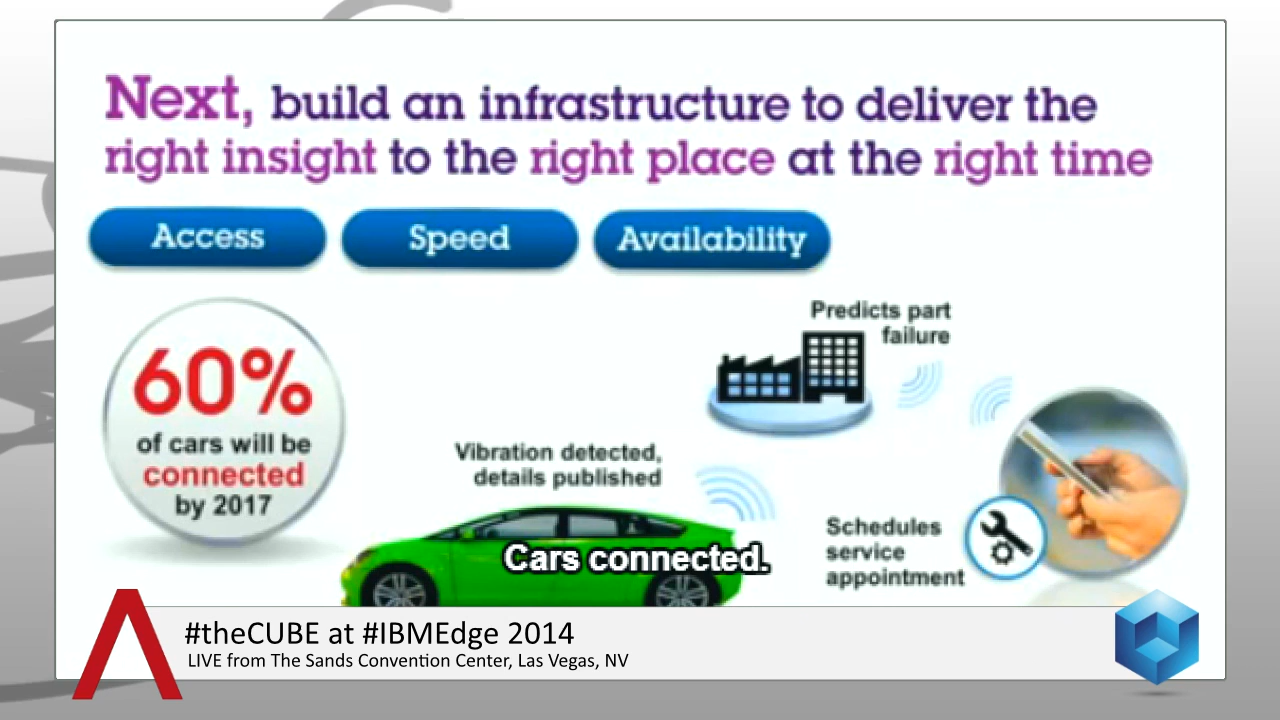 Next, build an infrastructure to deliver the
right insight to the right place at the right time
Access
Speed
Availability
60%
of cars will be
connected
by 2017
Predicts part
failure
Vibration detected,
details published
Schedules
service
appointment
Cars connected.
#theCUBE at #IBMEdge 2014
LIVE from The Sands Convention Center, Las Vegas, NV